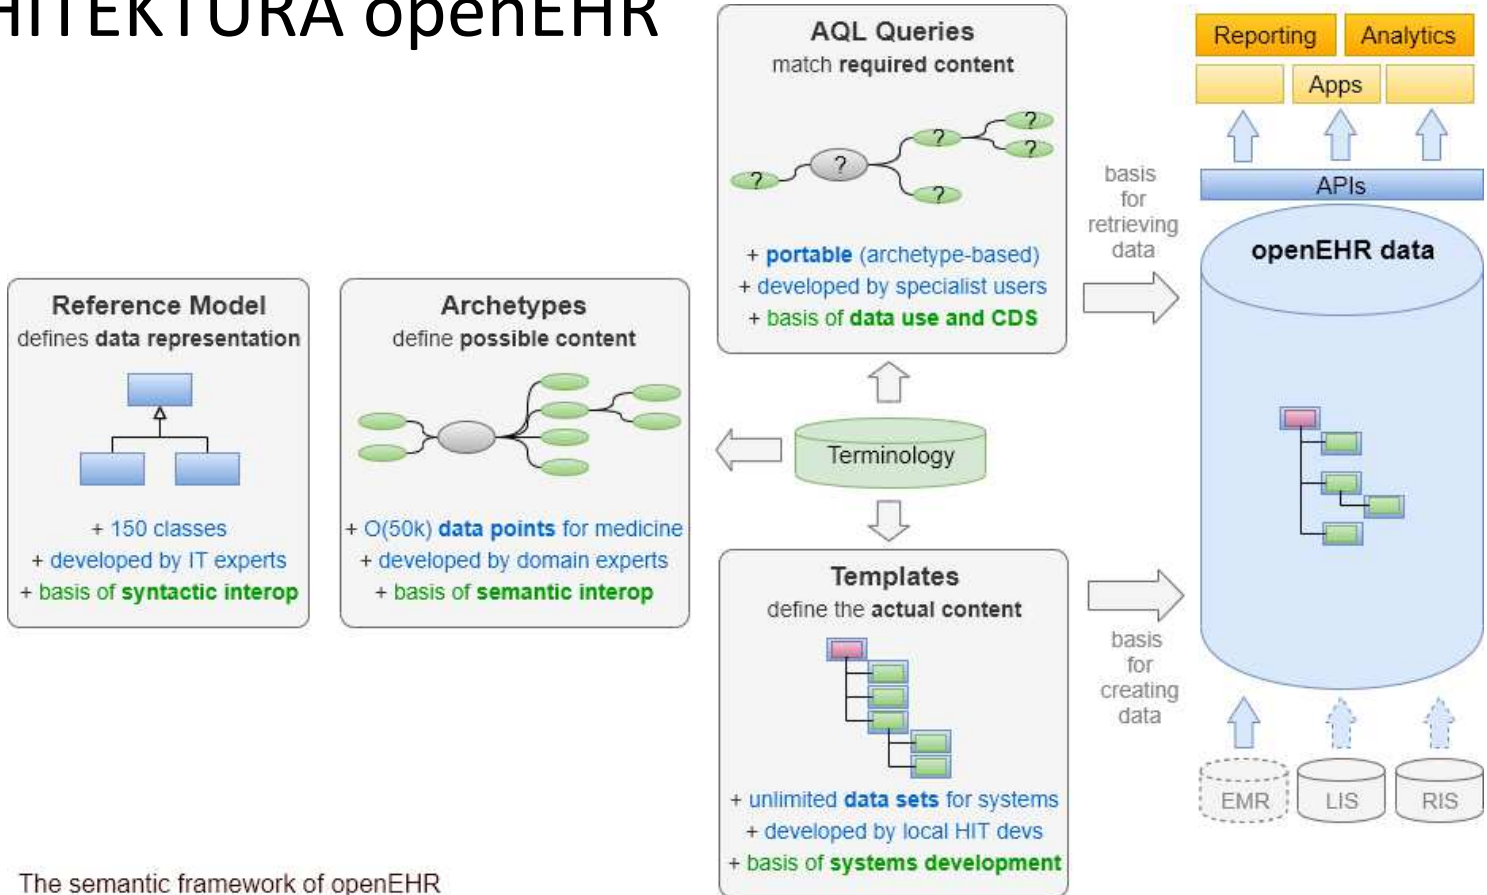 HITEKTURA openEHR
Reference Model
defines data representation
+ 150 classes
+ developed by IT experts
+ basis of syntactic interop
Archetypes
define possible content
+ O(50k) data points for medicine
+ developed by domain experts
+ basis of semantic interop
AQL Queries
match required content
?
?
?
?
?
?
+ portable (archetype-based)
+ developed by specialist users
+ basis of data use and CDS
Terminology
Templates
define the actual content
+ unlimited data sets for systems
+ developed by local HIT devs
+ basis of systems development
basis
for
retrieving
data
basis
for
creating
data
Reporting
Analytics
Apps
APIs
openEHR data
EMR
LIS
RIS
The semantic framework of openEHR